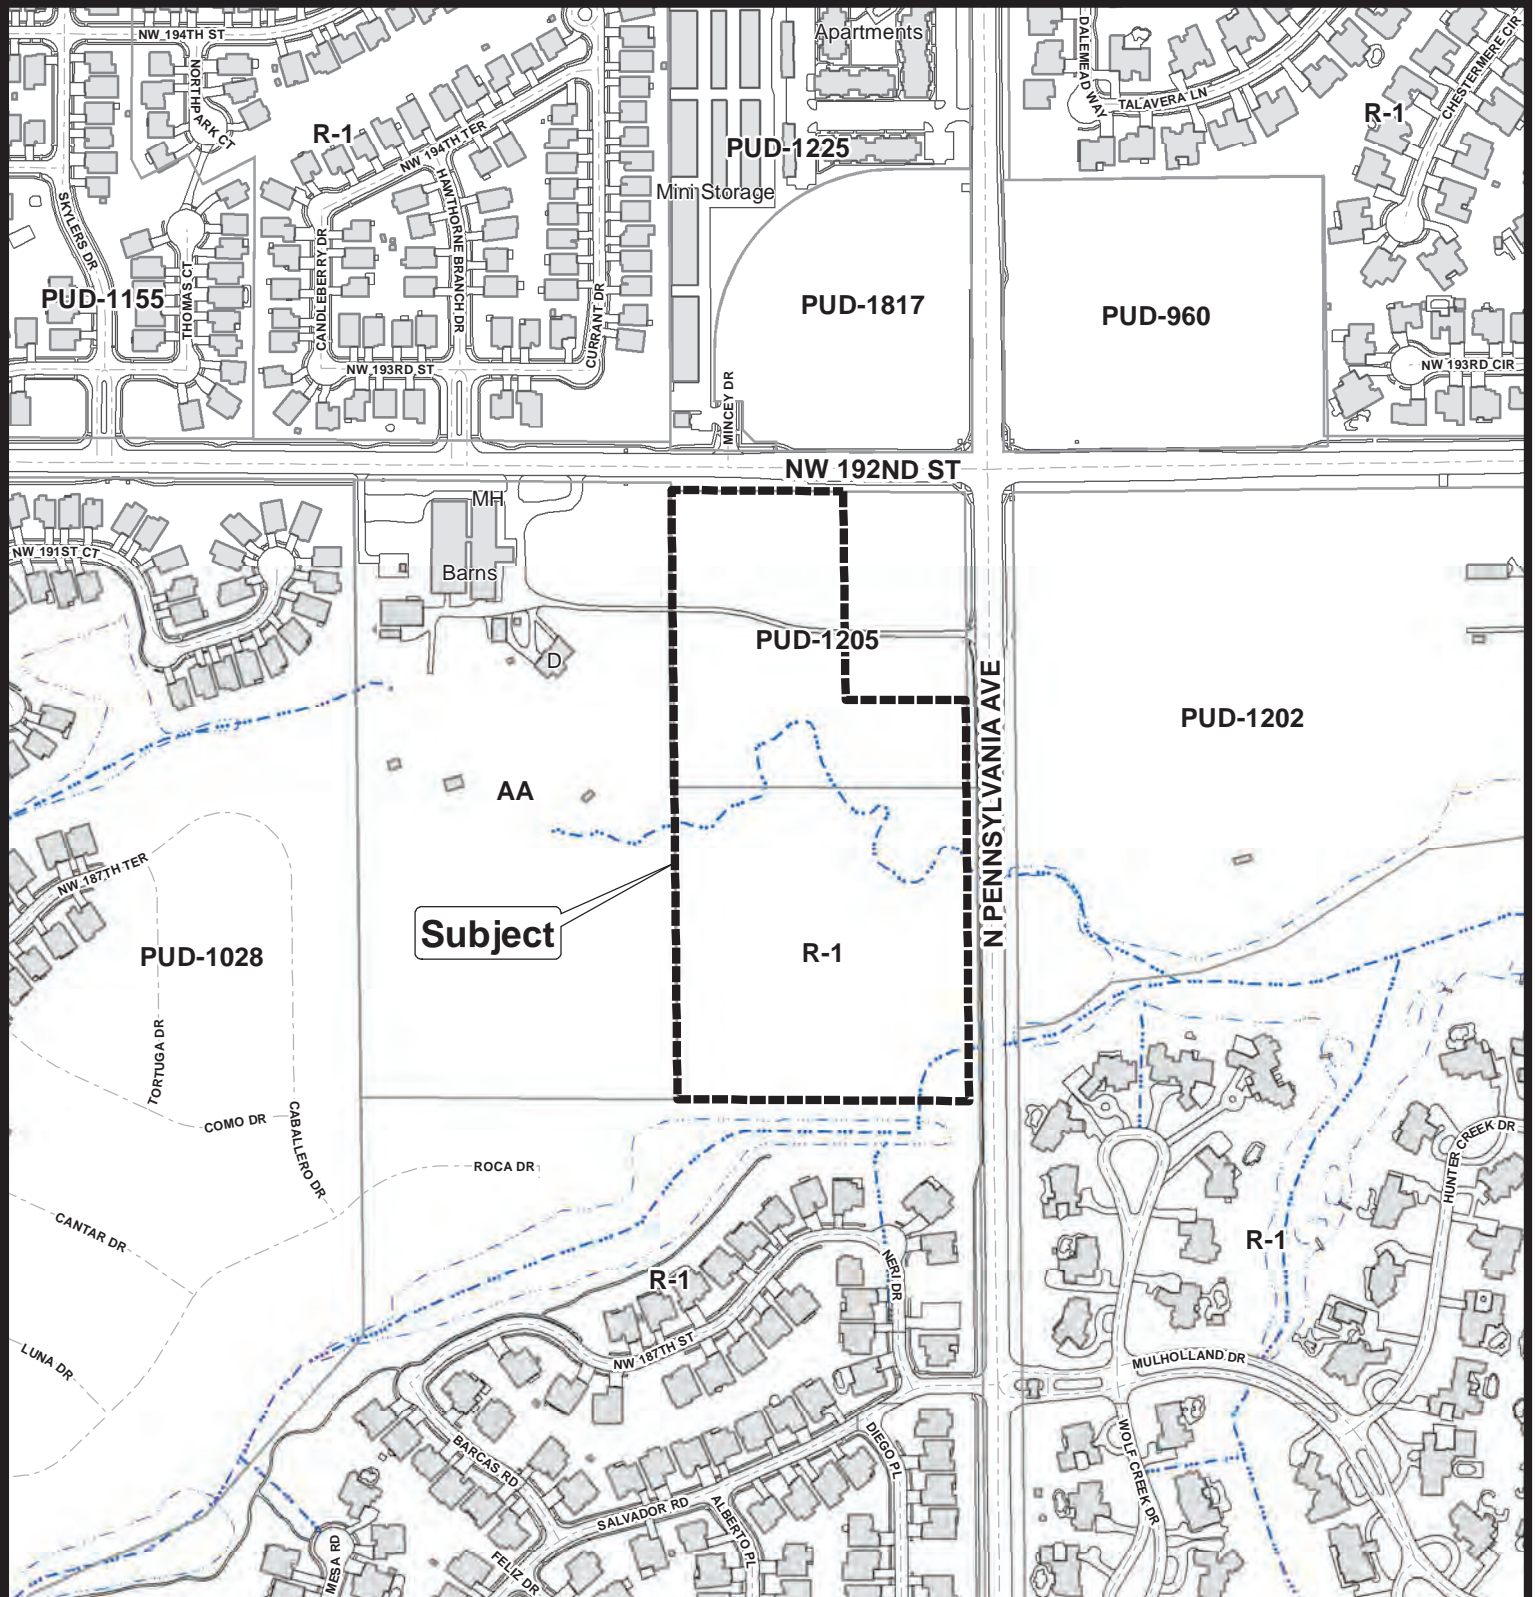 NW 194TH ST
NORTHPARK CT
R-1
NW 194TH TER
Apartments
PUD-1225
Mini Storage
DALEMEAD WAY
TALAVERA LN
R-1
CHESTERMERE CIR
SKYLERS DR
PUD-1155
THOMAS CT
CANDLEBERRY DR
HAWTHORNE BRANCH DR
CURRANT DR
NW 193RD ST
MINCEY DR
PUD-1817
PUD-960
NW 193RD CIR
NW 192ND ST
NW 191ST CT
MH
Barns
D
PUD-1205
N PENNSYLVANIA AVE
PUD-1202
AA
NW 187TH TER
Subject
PUD-1028
R-1
TORTUGA DR
COMO DR
CABALLERO DR
ROCA DR
CANTAR DR
LUNA DR
R-1
NERI DR
NW 187TH ST
R-1
HUNTER CREEK DR
MULHOLLAND DR
WOLF CREEK DR
BARCAS RD
SALVADOR RD
DIEGO PL
ALBERTO PL
FELIZ DR
MESA RD